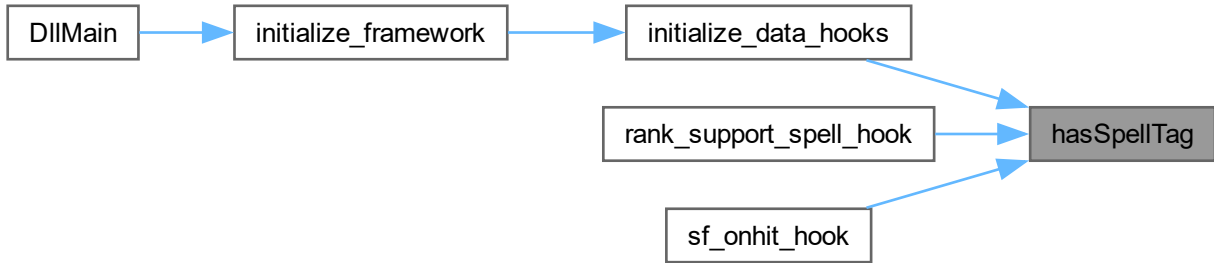 DllMain
initialize_framework
initialize_data_hooks
rank_support_spell_hook
hasSpellTag
sf_onhit_hook